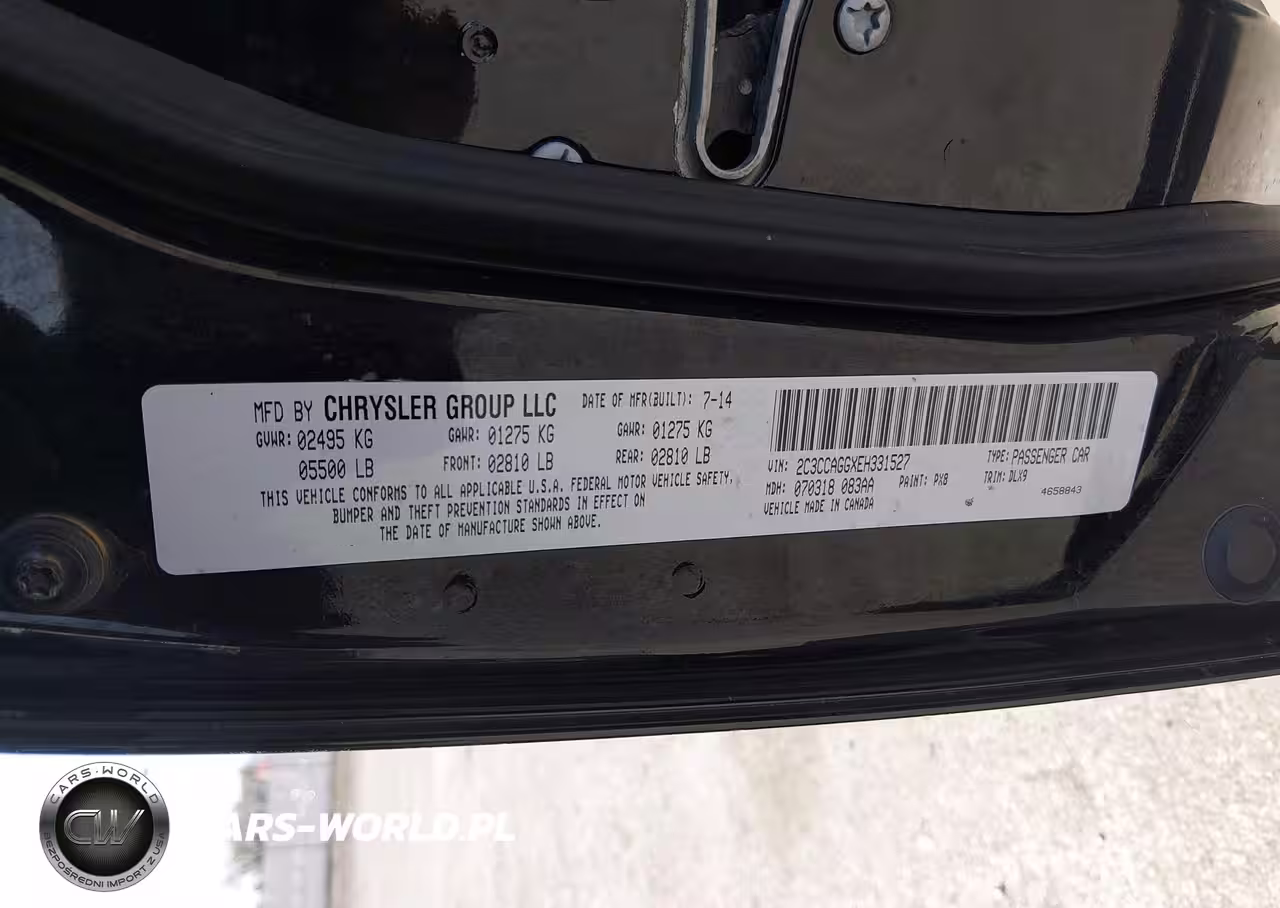 MFD BY CHRYSLER GROUP LLC DATE OF MFR(BUILT): 7-14
GVWR: 02495 KG GAWR: 01275 KG GAWR: 01275 KG
05500 LB FRONT: 02810 LB REAR: 02810 LB
THIS VEHICLE CONFORMS TO ALL APPLICABLE U.S.A. FEDERAL MOTOR VEHICLE SAFETY,
BUMPER AND THEFT PREVENTION STANDARDS IN EFFECT ON
THE DATE OF MANUFACTURE SHOWN ABOVE.
VIN: 2C3CCAGGXEH331527 TYPE: PASSENGER CAR
MDH: 070318 083AA PAINT: PX8 TRIM: DLX9
VEHICLE MADE IN CANADA 4658843
CARS-WORLD
CW
BEZPOŚREDNI IMPORT Z USA
CARS-WORLD.PL